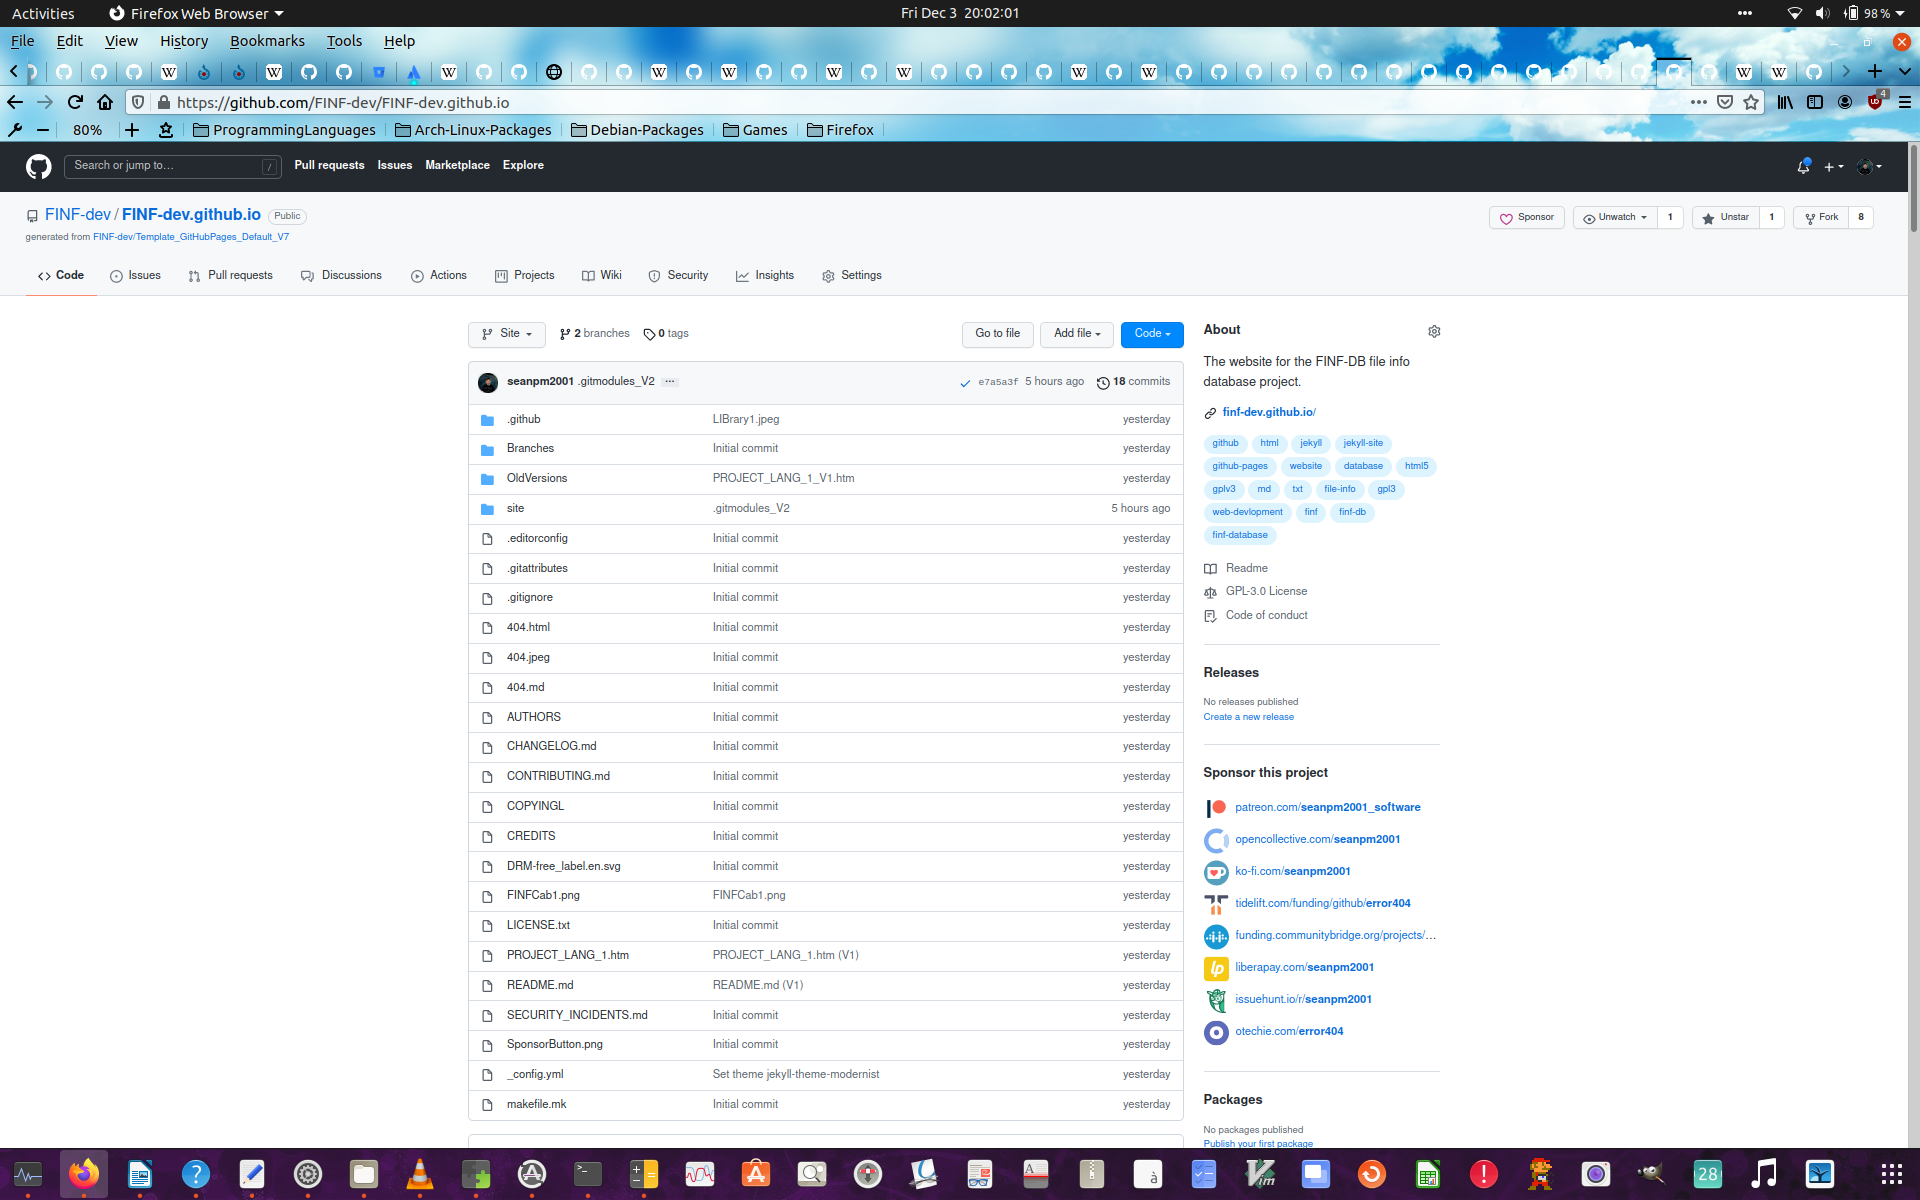 Activities Firefox Web Browser Fri Dec 3 20:02:01 98 %
File Edit View History Bookmarks Tools Help
https://github.com/FINF-dev/FINF-dev.github.io 4
80% ProgrammingLanguages Arch-Linux-Packages Debian-Packages Games Firefox
Search or jump to… / Pull requests Issues Marketplace Explore
FINF-dev / FINF-dev.github.io Public Sponsor Unwatch 1 Unstar 1 Fork 8
generated from FINF-dev/Template_GitHubPages_Default_V7
Code Issues Pull requests Discussions Actions Projects Wiki Security Insights Settings
Site 2 branches 0 tags Go to file Add file Code
seanpm2001 .gitmodules_V2 ··· e7a5a3f 5 hours ago 18 commits
.github LIBrary1.jpeg yesterday
Branches Initial commit yesterday
OldVersions PROJECT_LANG_1_V1.htm yesterday
site .gitmodules_V2 5 hours ago
.editorconfig Initial commit yesterday
.gitattributes Initial commit yesterday
.gitignore Initial commit yesterday
404.html Initial commit yesterday
404.jpeg Initial commit yesterday
404.md Initial commit yesterday
AUTHORS Initial commit yesterday
CHANGELOG.md Initial commit yesterday
CONTRIBUTING.md Initial commit yesterday
COPYINGL Initial commit yesterday
CREDITS Initial commit yesterday
DRM-free_label.en.svg Initial commit yesterday
FINFCab1.png FINFCab1.png yesterday
LICENSE.txt Initial commit yesterday
PROJECT_LANG_1.htm PROJECT_LANG_1.htm (V1) yesterday
README.md README.md (V1) yesterday
SECURITY_INCIDENTS.md Initial commit yesterday
SponsorButton.png Initial commit yesterday
_config.yml Set theme jekyll-theme-modernist yesterday
makefile.mk Initial commit yesterday
About
The website for the FINF-DB file info
database project.
finf-dev.github.io/
github html jekyll jekyll-site
github-pages website database html5
gplv3 md txt file-info gpl3
web-devlopment finf finf-db
finf-database
Readme
GPL-3.0 License
Code of conduct
Releases
No releases published
Create a new release
Sponsor this project
patreon.com/seanpm2001_software
opencollective.com/seanpm2001
ko-fi.com/seanpm2001
tidelift.com/funding/github/error404
funding.communitybridge.org/projects/…
liberapay.com/seanpm2001
issuehunt.io/r/seanpm2001
otechie.com/error404
Packages
No packages published
Publish your first package
28